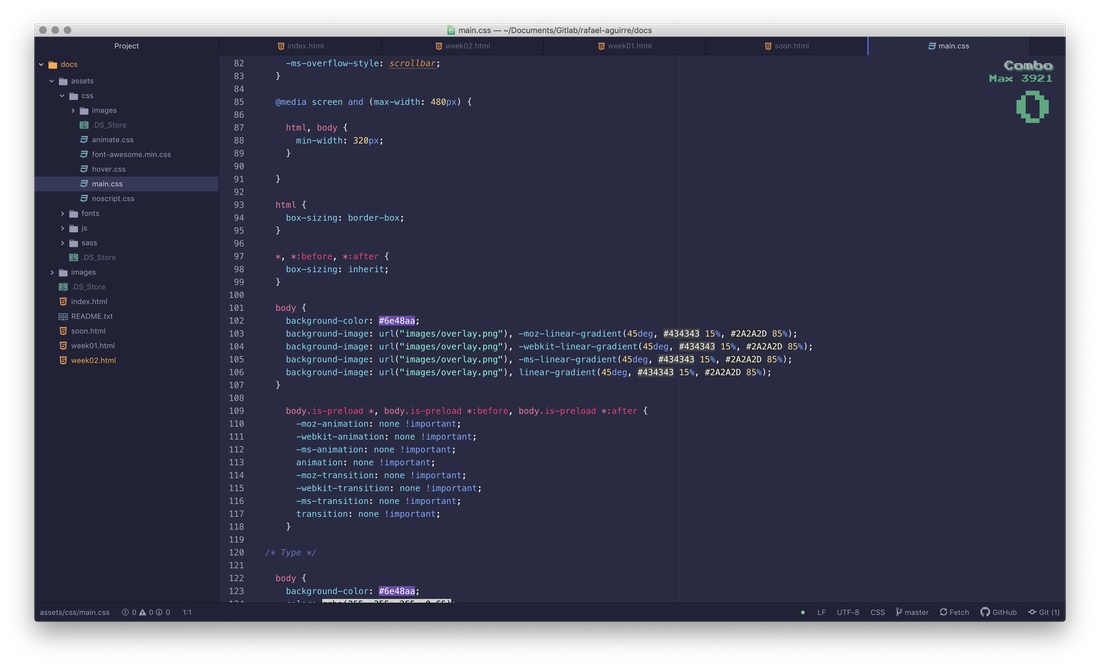 main.css — ~/Documents/Gitlab/rafael-aguirre/docs
Project
index.html
week02.html
week01.html
soon.html
main.css
docs
assets
css
images
.DS_Store
animate.css
font-awesome.min.css
hover.css
main.css
noscript.css
fonts
js
sass
.DS_Store
images
.DS_Store
index.html
README.txt
soon.html
week01.html
week02.html
82 -ms-overflow-style: scrollbar;
83 }
84
85 @media screen and (max-width: 480px) {
86
87 html, body {
88 min-width: 320px;
89 }
90
91 }
92
93 html {
94 box-sizing: border-box;
95 }
96
97 *, *:before, *:after {
98 box-sizing: inherit;
99 }
100
101 body {
102 background-color: #6e48aa;
103 background-image: url("images/overlay.png"), -moz-linear-gradient(45deg, #434343 15%, #2A2A2D 85%);
104 background-image: url("images/overlay.png"), -webkit-linear-gradient(45deg, #434343 15%, #2A2A2D 85%);
105 background-image: url("images/overlay.png"), -ms-linear-gradient(45deg, #434343 15%, #2A2A2D 85%);
106 background-image: url("images/overlay.png"), linear-gradient(45deg, #434343 15%, #2A2A2D 85%);
107 }
108
109 body.is-preload *, body.is-preload *:before, body.is-preload *:after {
110 -moz-animation: none !important;
111 -webkit-animation: none !important;
112 -ms-animation: none !important;
113 animation: none !important;
114 -moz-transition: none !important;
115 -webkit-transition: none !important;
116 -ms-transition: none !important;
117 transition: none !important;
118 }
119
120 /* Type */
121
122 body {
123 background-color: #6e48aa;
Combo
Max 3921
0
assets/css/main.css 0 0 0 1:1
LF UTF-8 CSS master Fetch GitHub Git (1)